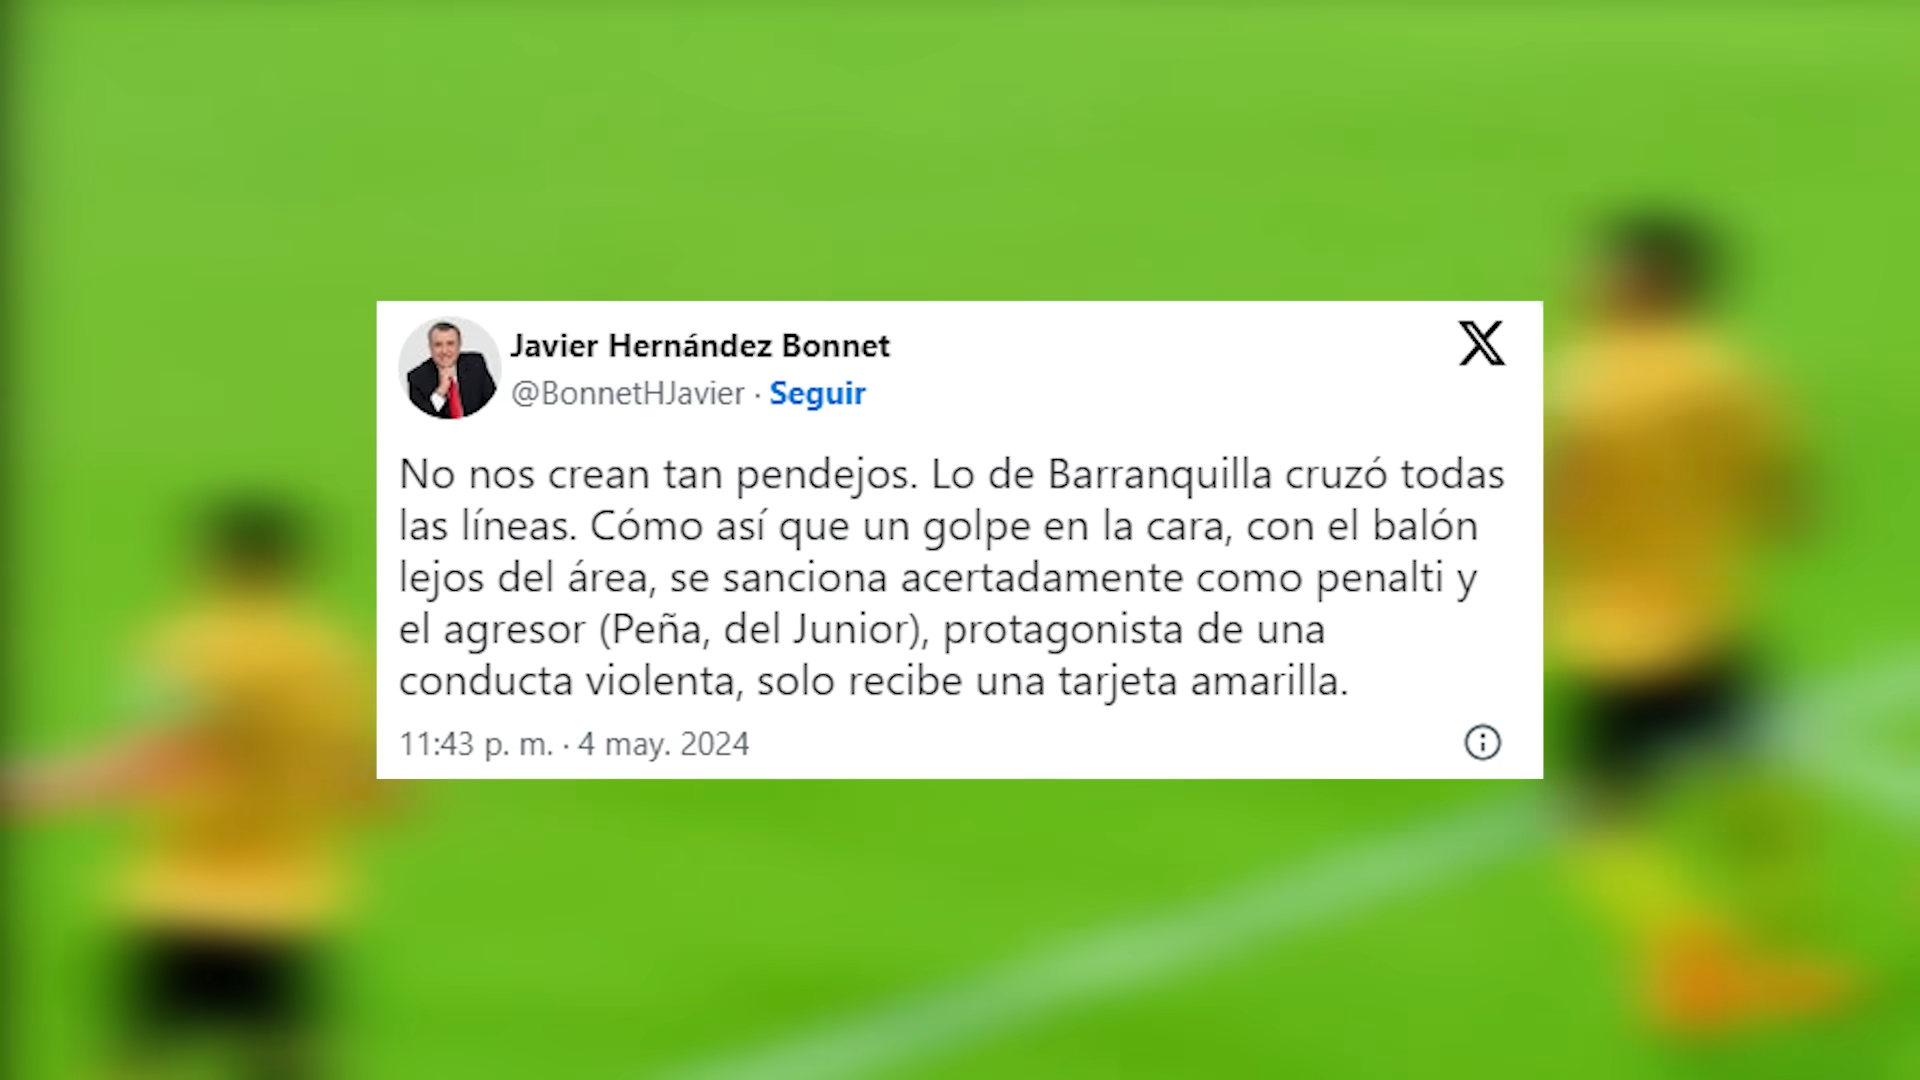 Javier Hernández Bonnet
@BonnetHJavier · Seguir
No nos crean tan pendejos. Lo de Barranquilla cruzó todas
las líneas. Cómo así que un golpe en la cara, con el balón
lejos del área, se sanciona acertadamente como penalti y
el agresor (Peña, del Junior), protagonista de una
conducta violenta, solo recibe una tarjeta amarilla.
11:43 p. m. · 4 may. 2024